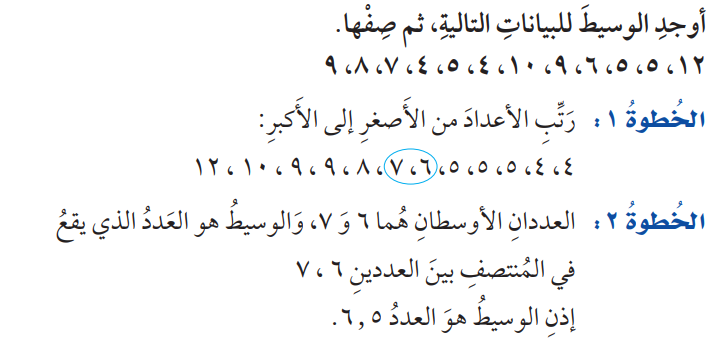 أوجدِ الوسيطَ للبياناتِ التاليةِ، ثم صِفْها.
١٢، ٥، ٥، ٦، ٩، ١٠، ٤، ٥، ٤، ٧، ٨، ٩
الخُطوةُ ١ : رَتِّبِ الأعدادَ من الأَصغرِ إلى الأَكبرِ:
٤، ٤، ٥، ٥، ٥، ٦، ٧، ٨، ٩، ٩، ١٠، ١٢
الخُطوةُ ٢ : العددانِ الأوسطانِ هُما ٦ وَ ٧، وَالوسيطُ هو العَددُ الذي يقعُ
في المُنتصفِ بينَ العددينِ ٦، ٧
إذنِ الوسيطُ هوَ العددُ ٦,٥.